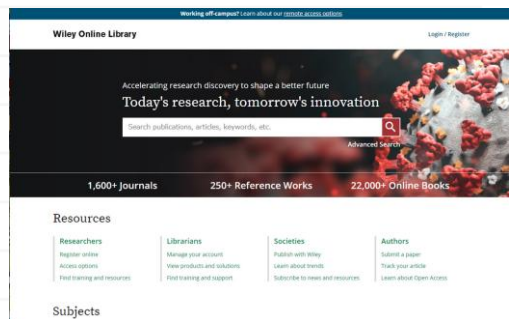 Working off-campus? Learn about our remote access options
Wiley Online Library
Login / Register
Accelerating research discovery to shape a better future
Today's research, tomorrow's innovation
Search publications, articles, keywords, etc.
Advanced Search
1,600+ Journals 250+ Reference Works 22,000+ Online Books
Resources
Researchers
Register online
Access options
Find training and resources
Librarians
Manage your account
View products and solutions
Find training and support
Societies
Publish with Wiley
Learn about trends
Subscribe to news and resources
Authors
Submit a paper
Track your article
Learn about Open Access
Subjects